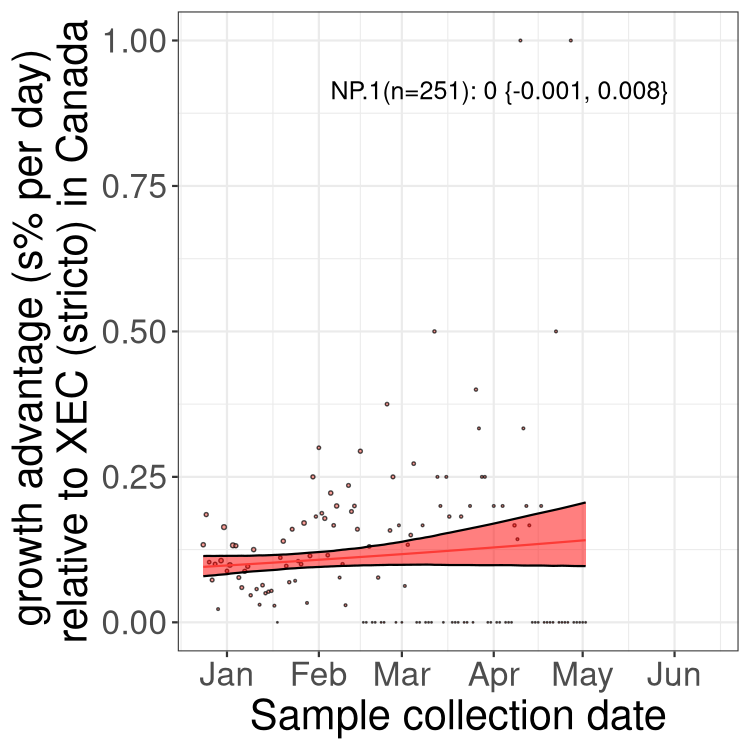 growth advantage (s% per day)
relative to XEC (stricto) in Canada
1.00
0.75
0.50
0.25
0.00
NP.1(n=251): 0 {-0.001, 0.008}
Jan Feb Mar Apr May Jun
Sample collection date